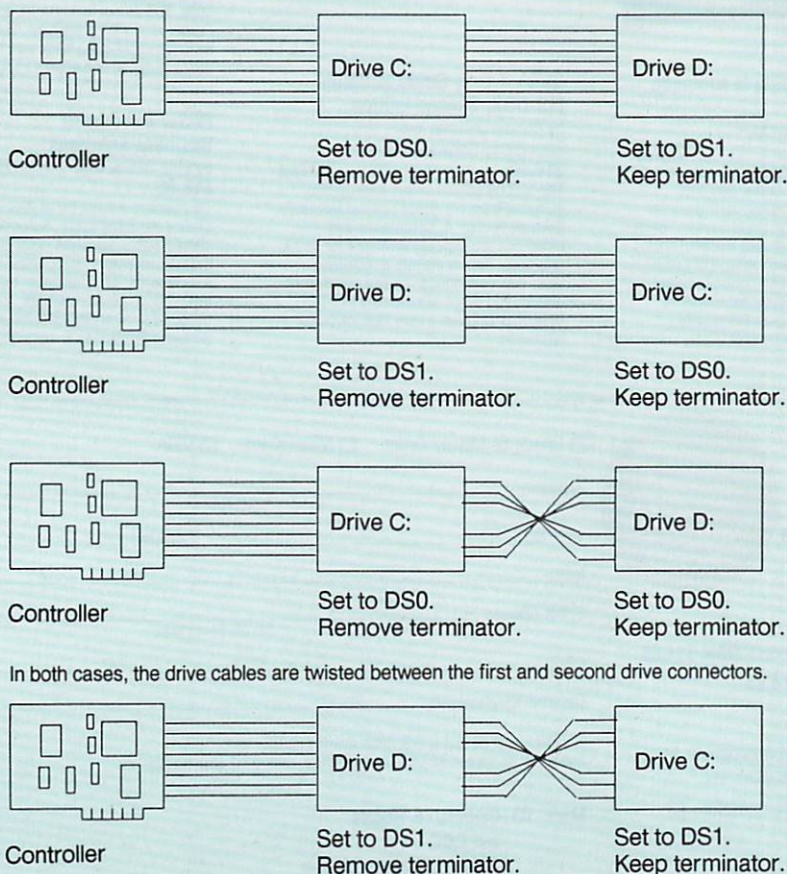 Drive C:
Drive D:
Controller
Set to DS0.
Remove terminator.
Set to DS1.
Keep terminator.
Drive D:
Drive C:
Controller
Set to DS1.
Remove terminator.
Set to DS0.
Keep terminator.
Drive C:
Drive D:
Controller
Set to DS0.
Remove terminator.
Set to DS0.
Keep terminator.
In both cases, the drive cables are twisted between the first and second drive connectors.
Drive D:
Drive C:
Controller
Set to DS1.
Remove terminator.
Set to DS1.
Keep terminator.